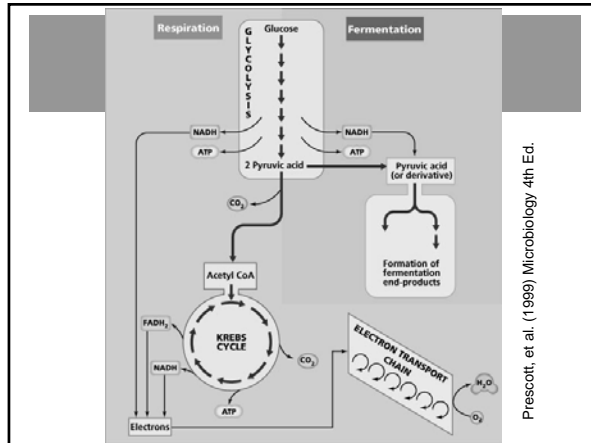 Respiration
Fermentation
GLYCOLYSIS
Glucose
NADH
ATP
NADH
ATP
2 Pyruvic acid
Pyruvic acid
(or derivative)
CO₂
Formation of
fermentation
end-products
Acetyl CoA
FADH₂
KREBS
CYCLE
CO₂
NADH
ATP
Electrons
ELECTRON TRANSPORT
CHAIN
H₂O
O₂
Prescott, et al. (1999) Microbiology 4th Ed.